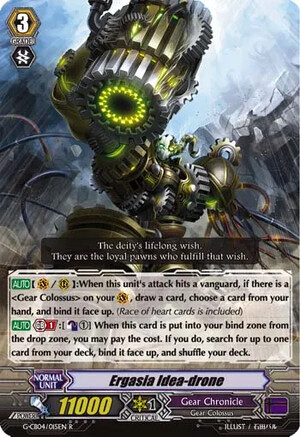 3
GRADE
The deity's lifelong wish.
They are the loyal pawns who fulfill that wish.
AUTO [ / ]:When this unit's attack hits a vanguard, if there is a
<Gear Colossus> on your , draw a card, choose a card from your
hand, and bind it face up. (Race of heart cards is included)
AUTO [ 1 ] When this card is put into your bind zone from
the drop zone, you may pay the cost. If you do, search for up to one
card from your deck, bind it face up, and shuffle your deck.
NORMAL
UNIT
Ergasia Idea-drone
POWER
11000
1
CRITICAL
Gear Chronicle
Gear Colossus
G-CB04/015EN R
ILLUST /